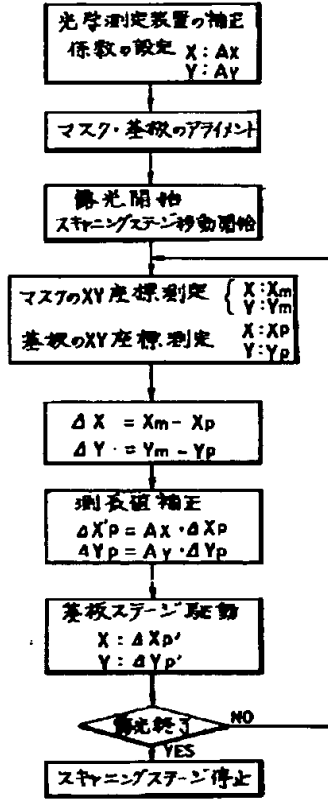 光学測定装置の補正
係数の設定 X:Ax
Y:Ay
マスク・基板のアライメント
露光開始
スキャニングステージ移動開始
マスクのXY座標測定 { X:Xm
Y:Ym
基板のXY座標測定 X:Xp
Y:Yp
ΔX = Xm - Xp
ΔY = Ym - Yp
測長値補正
ΔX'p = Ax・ΔXp
ΔYp = Ay・ΔYp
基板ステージ駆動
X:ΔXp'
Y:ΔYp'
露光終了 NO
YES
スキャニングステージ停止